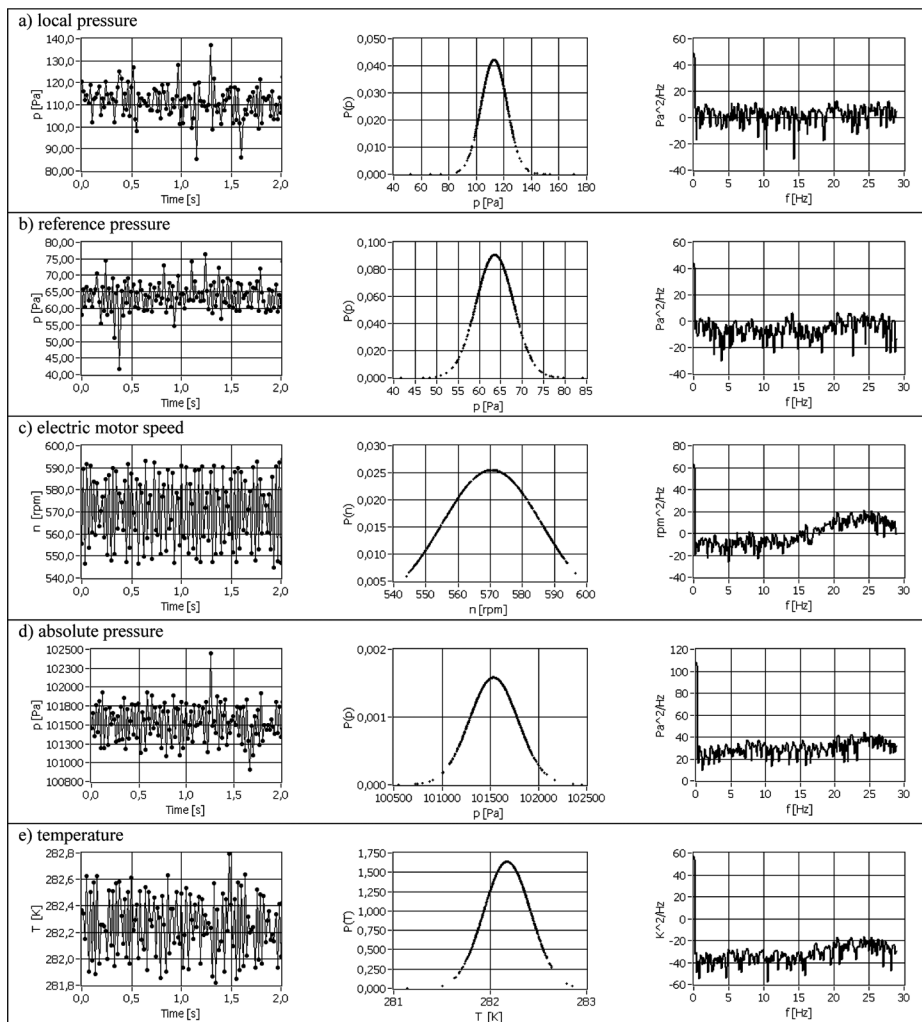 a) local pressure
140,0
130,0
120,0
110,0
100,0
90,00
80,00
p [Pa]
0,0 0,5 1,0 1,5 2,0
Time [s]
0,050
0,040
0,030
0,020
0,010
0,000
P(p)
40 60 80 100 120 140 160 180
p [Pa]
60
40
20
0
-20
-40
Pa^2/Hz
0 5 10 15 20 25 30
f [Hz]
b) reference pressure
80,00
75,00
70,00
65,00
60,00
55,00
50,00
45,00
40,00
p [Pa]
0,0 0,5 1,0 1,5 2,0
Time [s]
0,100
0,080
0,060
0,040
0,020
0,000
P(p)
40 45 50 55 60 65 70 75 80 85
p [Pa]
60
40
20
0
-20
-40
Pa^2/Hz
0 5 10 15 20 25 30
f [Hz]
c) electric motor speed
600,0
590,0
580,0
570,0
560,0
550,0
540,0
n [rpm]
0,0 0,5 1,0 1,5 2,0
Time [s]
0,030
0,025
0,020
0,015
0,010
0,005
P(n)
540 550 560 570 580 590 600
n [rpm]
80
60
40
20
0
-20
-40
rpm^2/Hz
0 5 10 15 20 25 30
f [Hz]
d) absolute pressure
102500
102100
101800
101500
101300
101000
100800
p [Pa]
0,0 0,5 1,0 1,5 2,0
Time [s]
0,002
0,001
0,000
P(p)
100500 101000 101500 102000 102500
p [Pa]
120
100
80
60
40
20
0
Pa^2/Hz
0 5 10 15 20 25 30
f [Hz]
e) temperature
282,8
282,6
282,4
282,2
282,0
281,8
T [K]
0,0 0,5 1,0 1,5 2,0
Time [s]
1,750
1,500
1,250
1,000
0,750
0,500
0,250
0,000
P(T)
281 282 283
T [K]
60
40
20
0
-20
-40
-60
K^2/Hz
0 5 10 15 20 25 30
f [Hz]